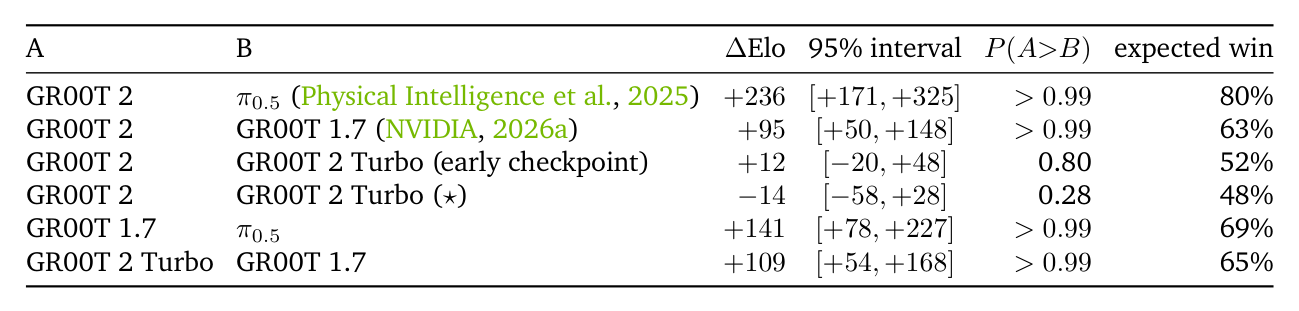 A B ΔElo 95% interval P(A>B) expected win
GR00T 2 π0.5 (Physical Intelligence et al., 2025) +236 [+171, +325] > 0.99 80%
GR00T 2 GR00T 1.7 (NVIDIA, 2026a) +95 [+50, +148] > 0.99 63%
GR00T 2 GR00T 2 Turbo (early checkpoint) +12 [−20, +48] 0.80 52%
GR00T 2 GR00T 2 Turbo (⋆) −14 [−58, +28] 0.28 48%
GR00T 1.7 π0.5 +141 [+78, +227] > 0.99 69%
GR00T 2 Turbo GR00T 1.7 +109 [+54, +168] > 0.99 65%